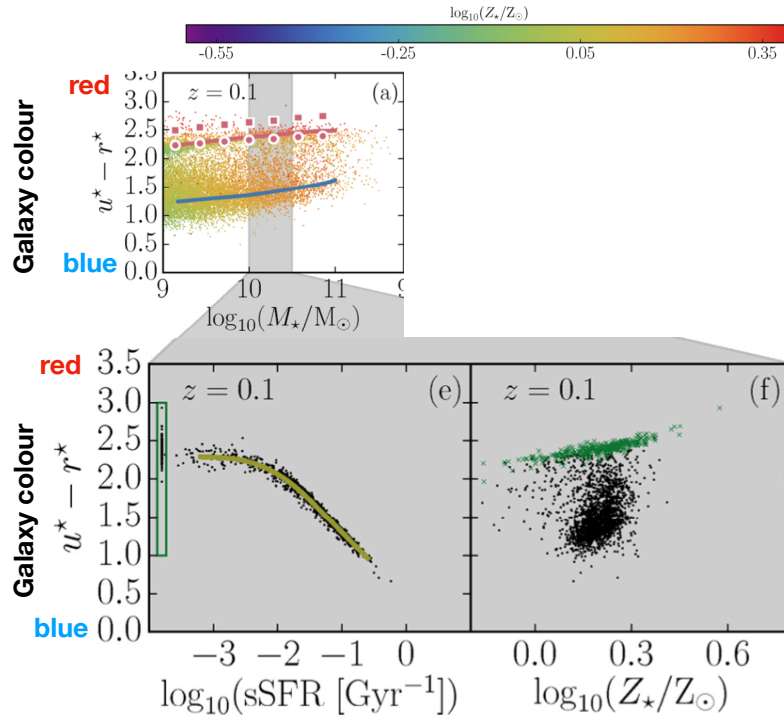 log₁₀(Z⋆/Z⊙)
-0.55 -0.25 0.05 0.35
red
Galaxy colour
u⋆ − r⋆
blue
3.5
3.0
2.5
2.0
1.5
1.0
0.5
0.0
z = 0.1 (a)
9 10 11 9
log₁₀(M⋆/M⊙)
red
Galaxy colour
u⋆ − r⋆
blue
3.5
3.0
2.5
2.0
1.5
1.0
0.5
0.0
z = 0.1 (e)
z = 0.1 (f)
−3 −2 −1 0
0.0 0.3 0.6
log₁₀(sSFR [Gyr⁻¹])
log₁₀(Z⋆/Z⊙)